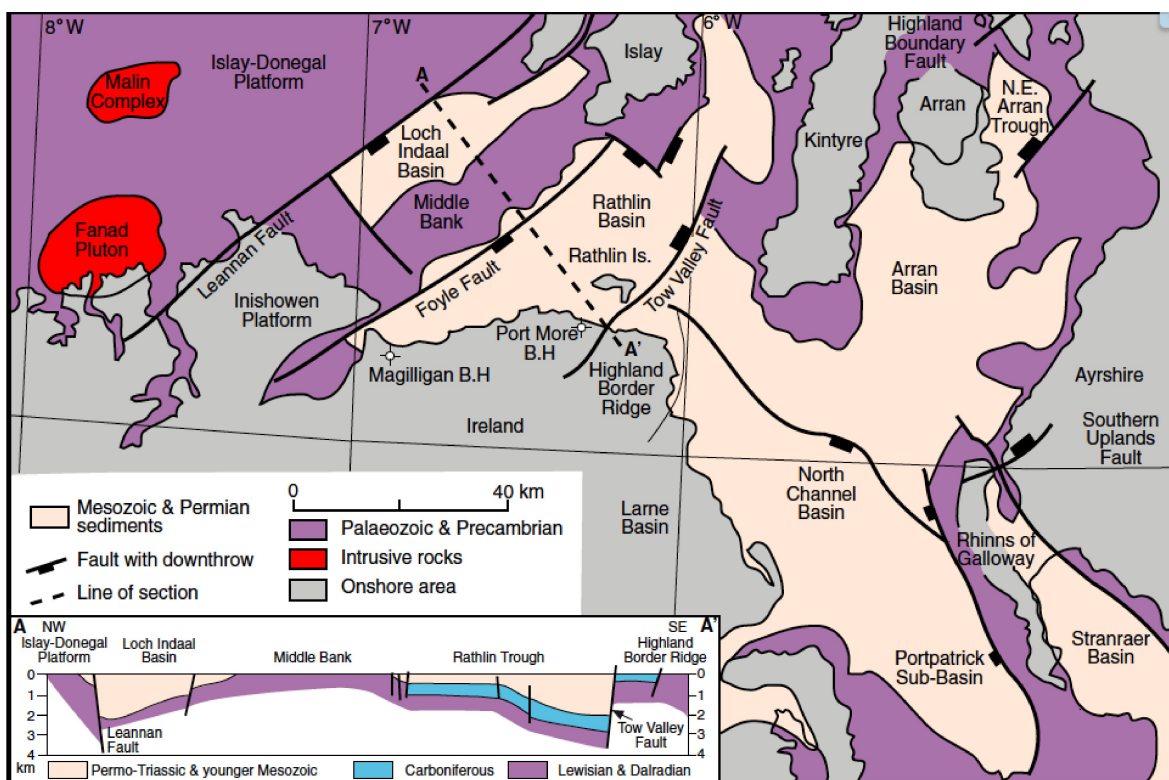 8° W
7° W
6° W
Malin
Complex
Islay-Donegal
Platform
A
Islay
Highland
Boundary
Fault
Arran
N.E.
Arran
Trough
Kintyre
Loch
Indaal
Basin
Middle
Bank
Rathlin
Basin
Rathlin Is.
Tow Valley Fault
Fanad
Pluton
Leannan Fault
Inishowen
Platform
Foyle Fault
Arran
Basin
Port More
B.H
A'
Magilligan B.H
Highland
Border
Ridge
Ireland
Ayrshire
Southern
Uplands
Fault
North
Channel
Basin
Larne
Basin
Rhinns of
Galloway
Portpatrick
Sub-Basin
Stranraer
Basin
0 40 km
Mesozoic & Permian
sediments
Fault with downthrow
Line of section
Palaeozoic & Precambrian
Intrusive rocks
Onshore area
A NW SE A'
Islay-Donegal
Platform
Loch Indaal
Basin
Middle Bank
Rathlin Trough
Highland
Border Ridge
0 0
1 1
2 2
3 3
4 4
km
Leannan
Fault
Tow Valley
Fault
Permo-Triassic & younger Mesozoic
Carboniferous
Lewisian & Dalradian